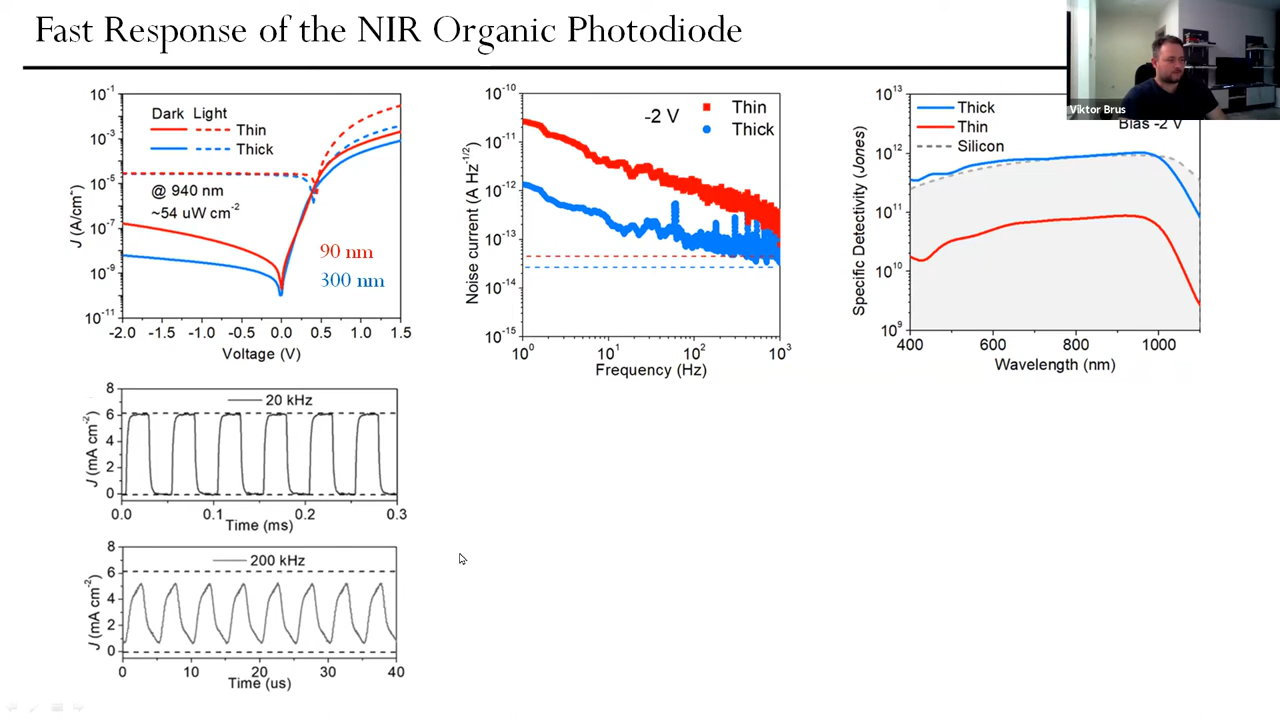 Fast Response of the NIR Organic Photodiode
Viktor Brus
10⁻¹
10⁻³
10⁻⁵
10⁻⁷
10⁻⁹
10⁻¹¹
J (A/cm²)
Dark Light
Thin
Thick
@ 940 nm
~54 uW cm⁻²
90 nm
300 nm
-2.0 -1.5 -1.0 -0.5 0.0 0.5 1.0 1.5
Voltage (V)
10⁻¹⁰
10⁻¹¹
10⁻¹²
10⁻¹³
10⁻¹⁴
10⁻¹⁵
Noise current (A Hz⁻¹/²)
-2 V
Thin
Thick
10⁰ 10¹ 10² 10³
Frequency (Hz)
10¹³
10¹²
10¹¹
10¹⁰
10⁹
Specific Detectivity (Jones)
Thick
Thin
Silicon
Bias -2 V
400 600 800 1000
Wavelength (nm)
8
6
4
2
0
J (mA cm⁻²)
20 kHz
0.0 0.1 0.2 0.3
Time (ms)
8
6
4
2
0
J (mA cm⁻²)
200 kHz
0 10 20 30 40
Time (us)